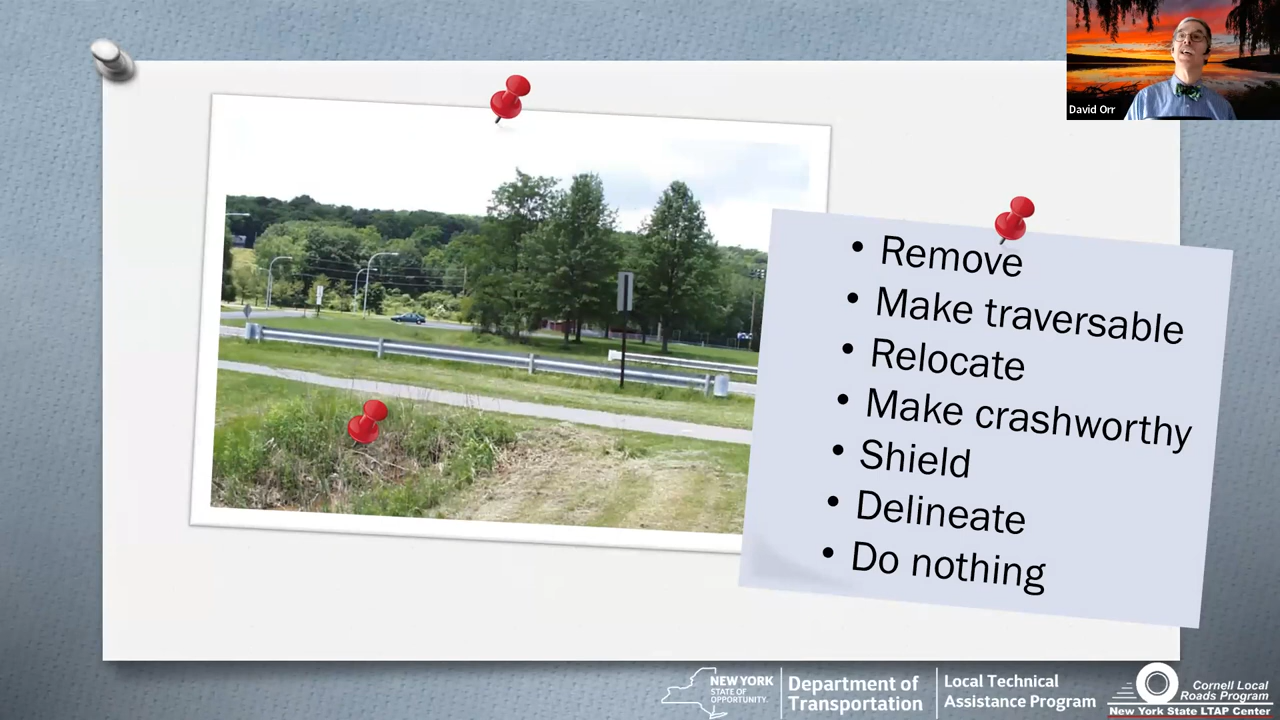 David Orr
• Remove
• Make traversable
• Relocate
• Make crashworthy
• Shield
• Delineate
• Do nothing
NEW YORK
STATE OF
OPPORTUNITY.
Department of
Transportation
Local Technical
Assistance Program
Cornell Local
Roads Program
New York State LTAP Center